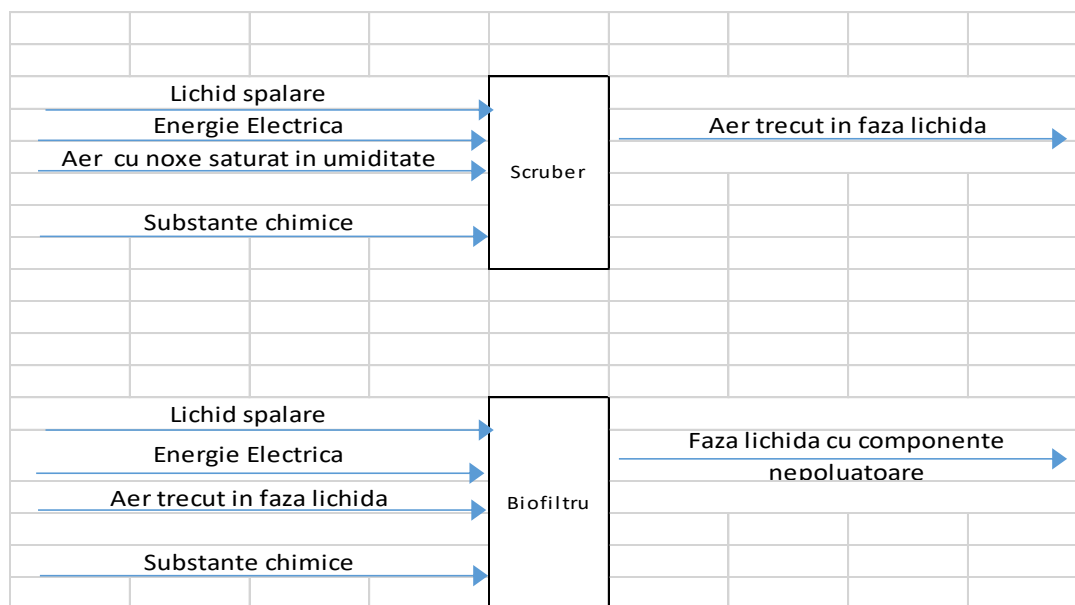 Lichid spalare
Energie Electrica
Aer cu noxe saturat in umiditate
Substante chimice
Scruber
Aer trecut in faza lichida
Lichid spalare
Energie Electrica
Aer trecut in faza lichida
Substante chimice
Biofiltru
Faza lichida cu componente
nepoluatoare